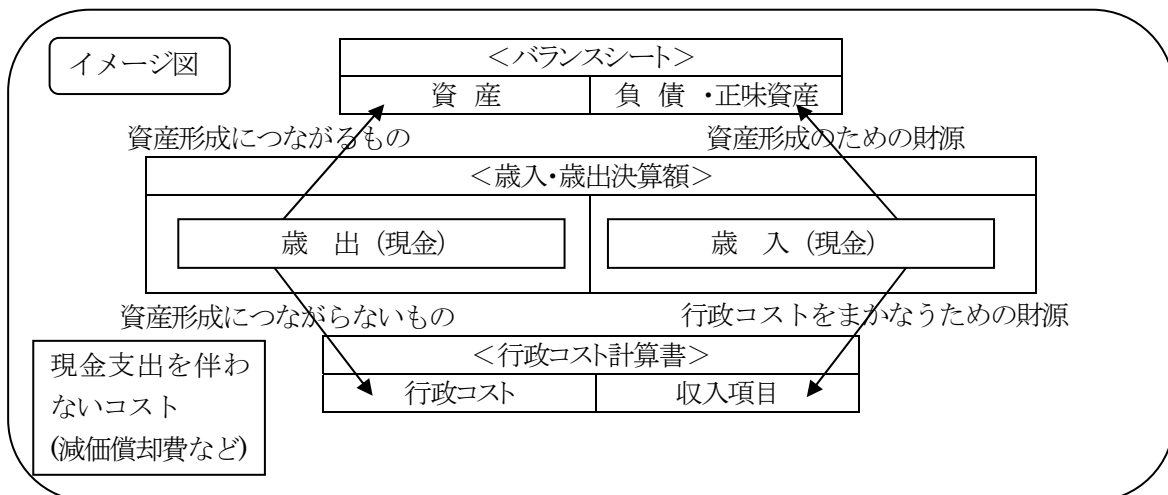 イメージ図
＜バランスシート＞
資 産
負 債 ・正味資産
資産形成につながるもの
資産形成のための財源
＜歳入・歳出決算額＞
歳 出 (現金)
歳 入 (現金)
資産形成につながらないもの
行政コストをまかなうための財源
＜行政コスト計算書＞
行政コスト
収入項目
現金支出を伴わ
ないコスト
(減価償却費など)